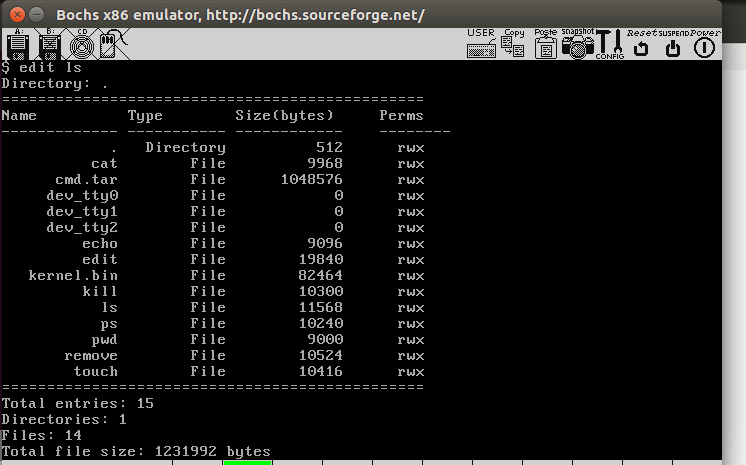 Bochs x86 emulator, http://bochs.sourceforge.net/
A: B: CD USER Copy Paste snapshot CONFIG Reset SUSPEND Power
$ edit ls
Directory: .
===============================================
Name Type Size(bytes) Perms
------------- ----------- ------------ --------
. Directory 512 rwx
cat File 9968 rwx
cmd.tar File 1048576 rwx
dev_tty0 File 0 rwx
dev_tty1 File 0 rwx
dev_tty2 File 0 rwx
echo File 9096 rwx
edit File 19840 rwx
kernel.bin File 82464 rwx
kill File 10300 rwx
ls File 11568 rwx
ps File 10240 rwx
pwd File 9000 rwx
remove File 10524 rwx
touch File 10416 rwx
===============================================
Total entries: 15
Directories: 1
Files: 14
Total file size: 1231992 bytes